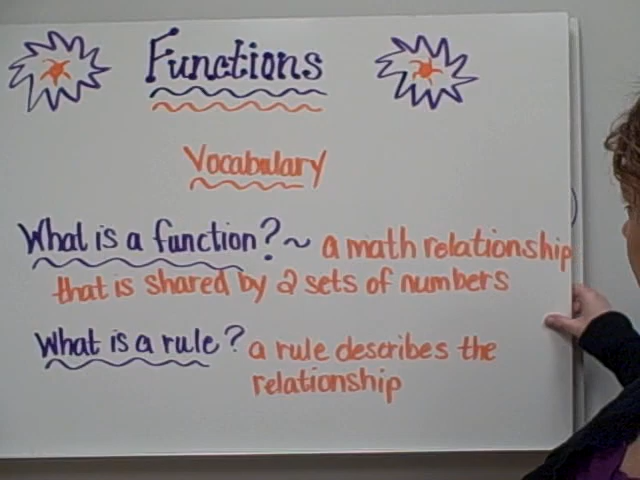 Functions
Vocabulary
What is a function? ~ a math relationship
that is shared by 2 sets of numbers
What is a rule? a rule describes the
relationship